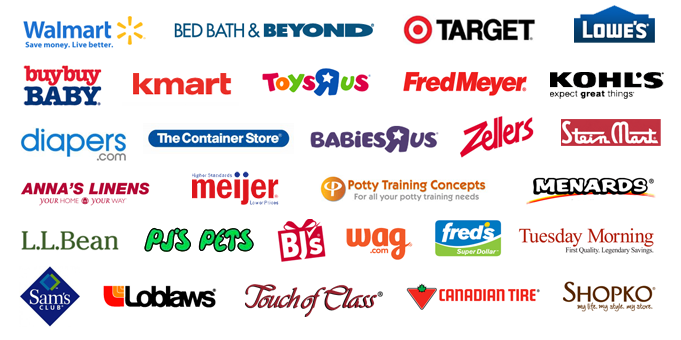 Walmart
Save money. Live better.
BED BATH & BEYOND
TARGET
LOWE'S
buybuy
BABY
kmart
ToysЯus
FredMeyer
KOHL'S
expect great things
diapers
.com
The Container Store
BABiESЯUS
Zellers
Stein Mart
ANNA'S LINENS
YOUR HOME YOUR WAY
Higher Standards
meijer
Lower Prices
Potty Training Concepts
For all your potty training needs
MENARDS
L.L.Bean
PJ'S PETS
BJ's
wag
.com
fred's
Super Dollar
Tuesday Morning
First Quality. Legendary Savings.
Sam's
CLUB
Loblaws
Touch of Class
CANADIAN TIRE
SHOPKO
my life. my style. my store.